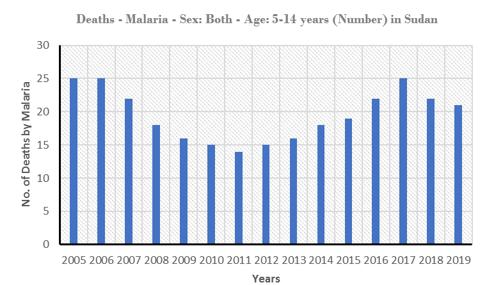 Deaths - Malaria - Sex: Both - Age: 5-14 years (Number) in Sudan
30
25
20
15
10
5
0
No. of Deaths by Malaria
2005 2006 2007 2008 2009 2010 2011 2012 2013 2014 2015 2016 2017 2018 2019
Years